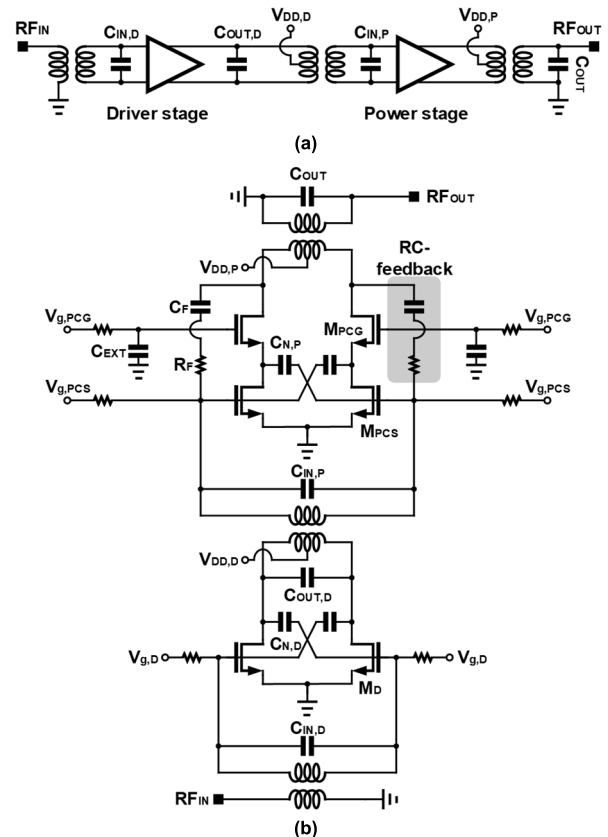 RFIN
CIN,D
COUT,D
VDD,D
CIN,P
VDD,P
RFOUT
COUT
Driver stage
Power stage
(a)
COUT
RFOUT
VDD,P
RC-
feedback
CF
Vg,PCG
MPCG
Vg,PCG
CEXT
RF
CN,P
Vg,PCS
Vg,PCS
MPCS
CIN,P
VDD,D
COUT,D
CN,D
Vg,D
Vg,D
MD
CIN,D
RFIN
(b)